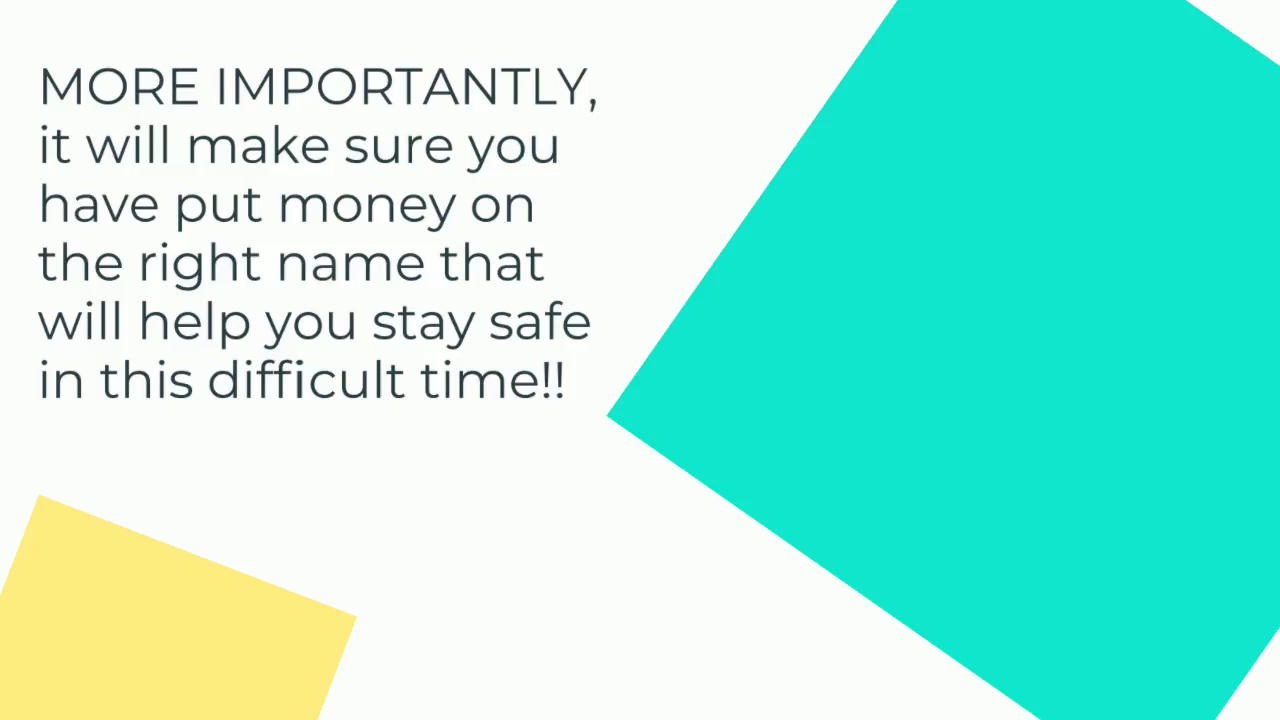 MORE IMPORTANTLY,
it will make sure you
have put money on
the right name that
will help you stay safe
in this difficult time!!